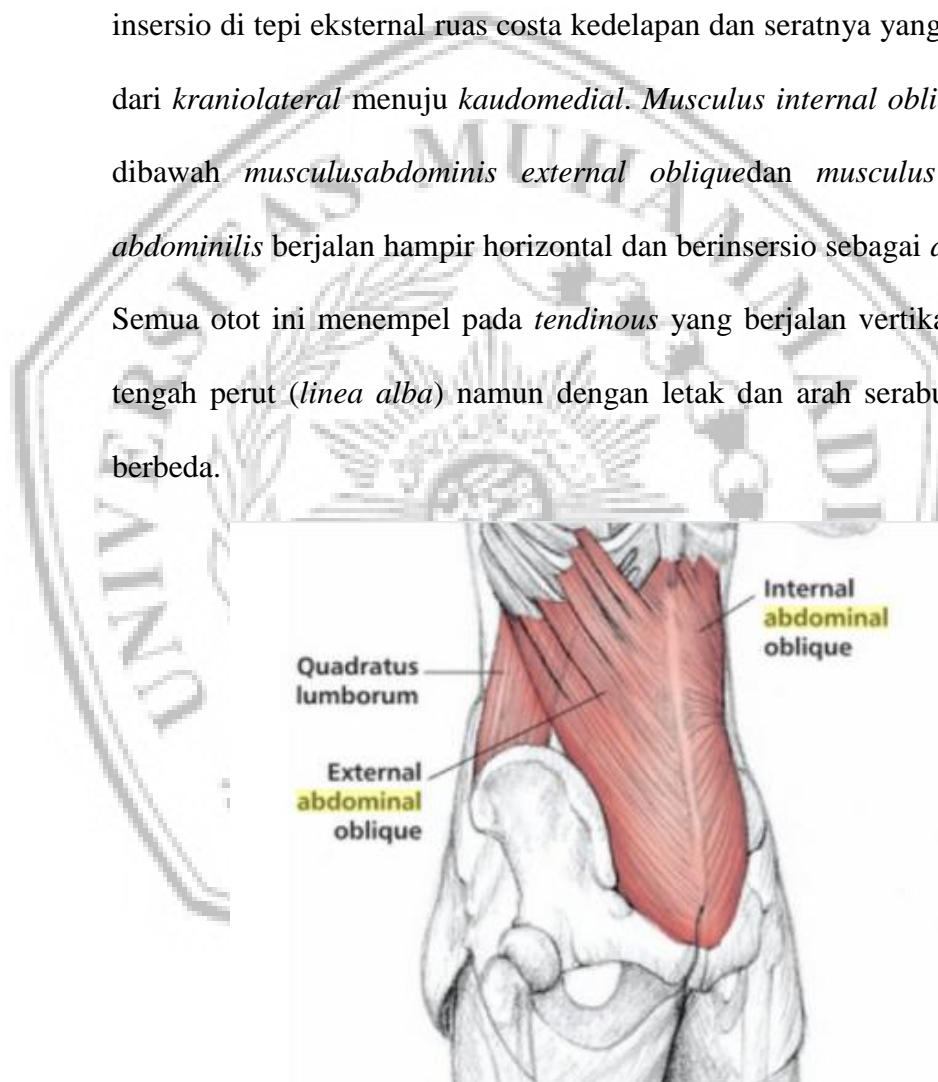 insersio di tepi eksternal ruas costa kedelapan dan seratnya yang
dari kraniolateral menuju kaudomedial. Musculus internal obli
dibawah musculusabdominis external obliquedan musculus
abdominilis berjalan hampir horizontal dan berinsersio sebagai
Semua otot ini menempel pada tendinous yang berjalan vertika
tengah perut (linea alba) namun dengan letak dan arah serabu
berbeda.
UNIVERSITAS MUHAMMADI
Internal
abdominal
oblique
Quadratus
lumborum
External
abdominal
oblique